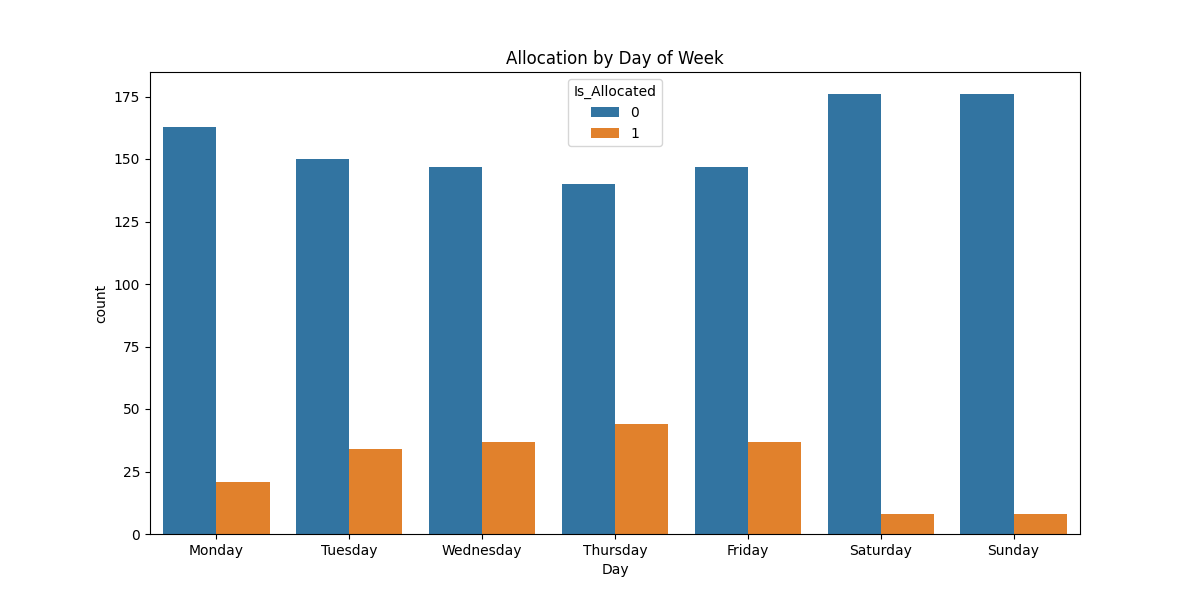 Allocation by Day of Week
Is_Allocated
0
1
175
150
125
100
75
50
25
0
count
Monday Tuesday Wednesday Thursday Friday Saturday Sunday
Day